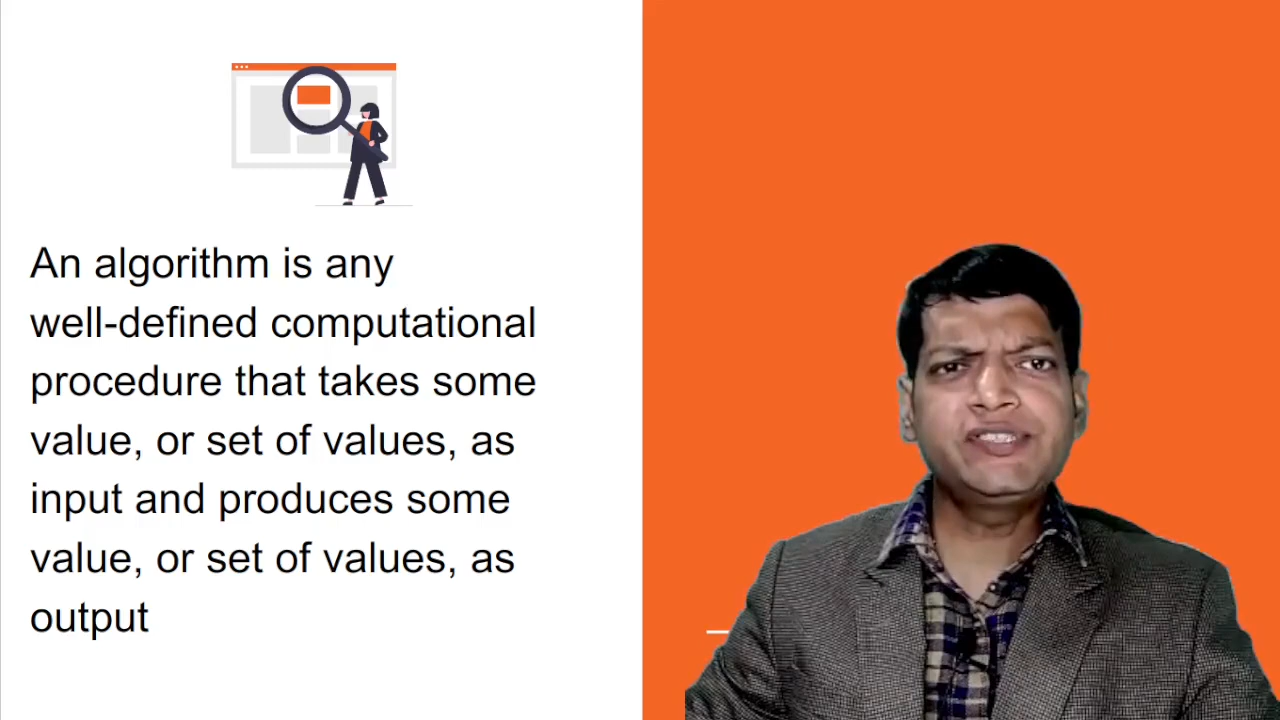 An algorithm is any
well-defined computational
procedure that takes some
value, or set of values, as
input and produces some
value, or set of values, as
output